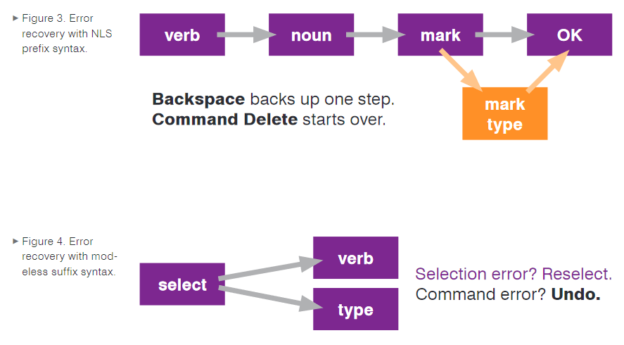 ▶ Figure 3. Error
recovery with NLS
prefix syntax.
verb
noun
mark
OK
Backspace backs up one step.
Command Delete starts over.
mark
type
▶ Figure 4. Error
recovery with mod-
eless suffix syntax.
select
verb
type
Selection error? Reselect.
Command error? Undo.